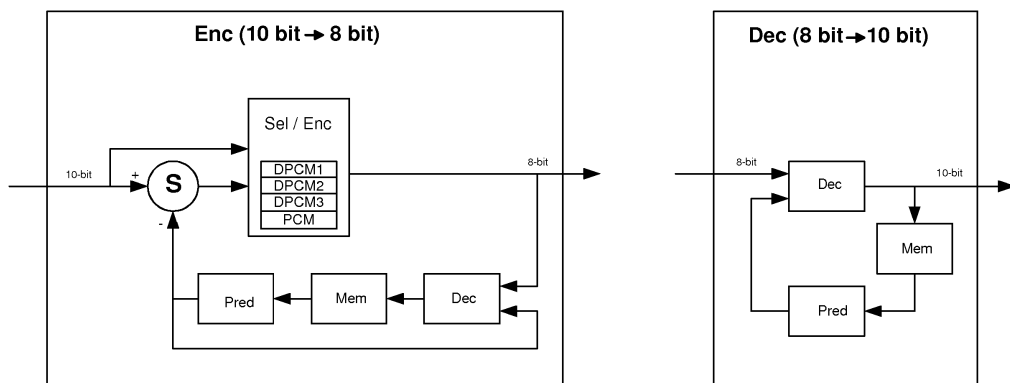 Enc (10 bit→8 bit)
Sel / Enc
10-bit
+
S
-
DPCM1
DPCM2
DPCM3
PCM
8-bit
Pred
Mem
Dec
Dec (8 bit→10 bit)
8-bit
Dec
10-bit
Mem
Pred